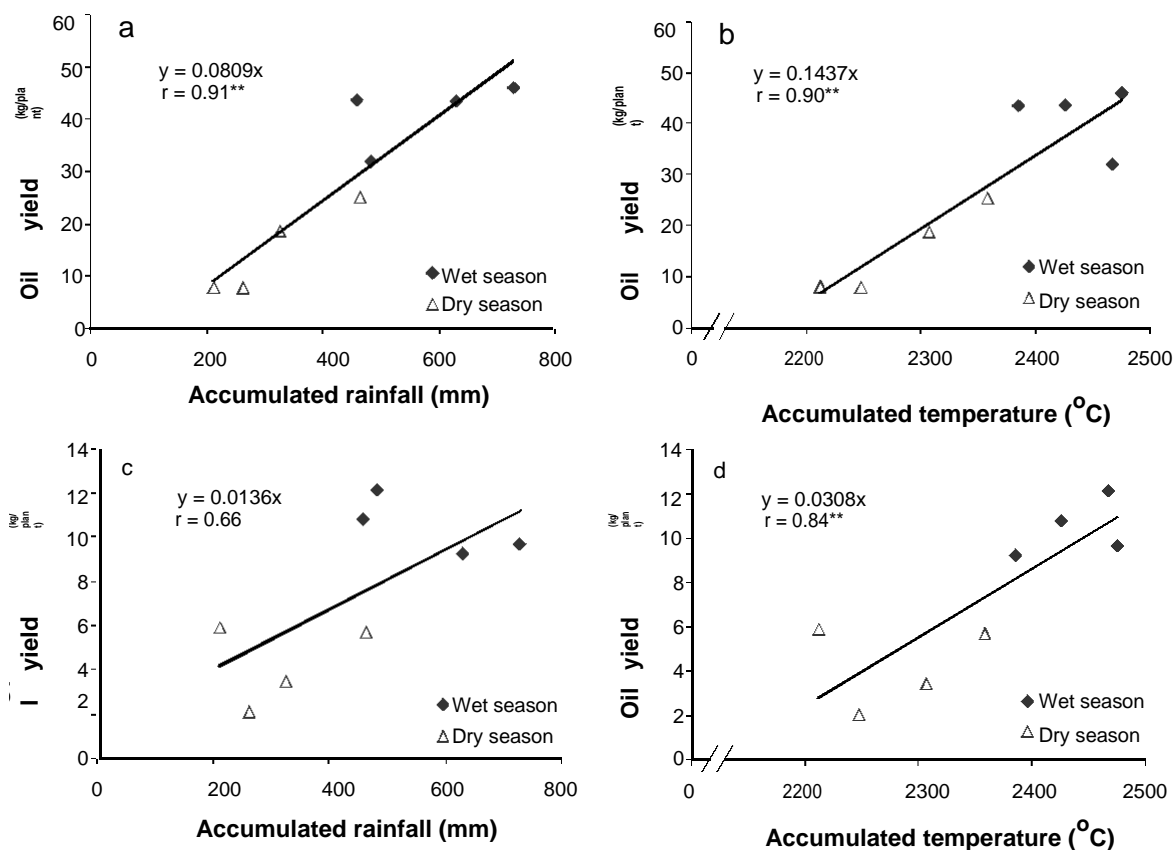 a
y = 0.0809x
r = 0.91**
60
50
40
30
20
10
0
(kg/pla
nt)
Oil yield
Wet season
Dry season
0 200 400 600 800
Accumulated rainfall (mm)
b
y = 0.1437x
r = 0.90**
60
50
40
30
20
10
0
(kg/plan
t)
Oil yield
Wet season
Dry season
0 2200 2300 2400 2500
Accumulated temperature (°C)
c
y = 0.0136x
r = 0.66
14
12
10
8
6
4
2
0
(kg/
plan
t)
l yield
Wet season
Dry season
0 200 400 600 800
Accumulated rainfall (mm)
d
y = 0.0308x
r = 0.84**
14
12
10
8
6
4
2
0
(kg/
plan
t)
Oil yield
Wet season
Dry season
0 2200 2300 2400 2500
Accumulated temperature (°C)